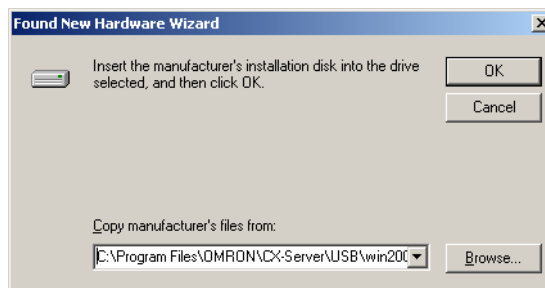 Found New Hardware Wizard
Insert the manufacturer's installation disk into the drive
selected, and then click OK.
OK
Cancel
Copy manufacturer's files from:
C:\Program Files\OMRON\CX-Server\USB\win200
Browse...